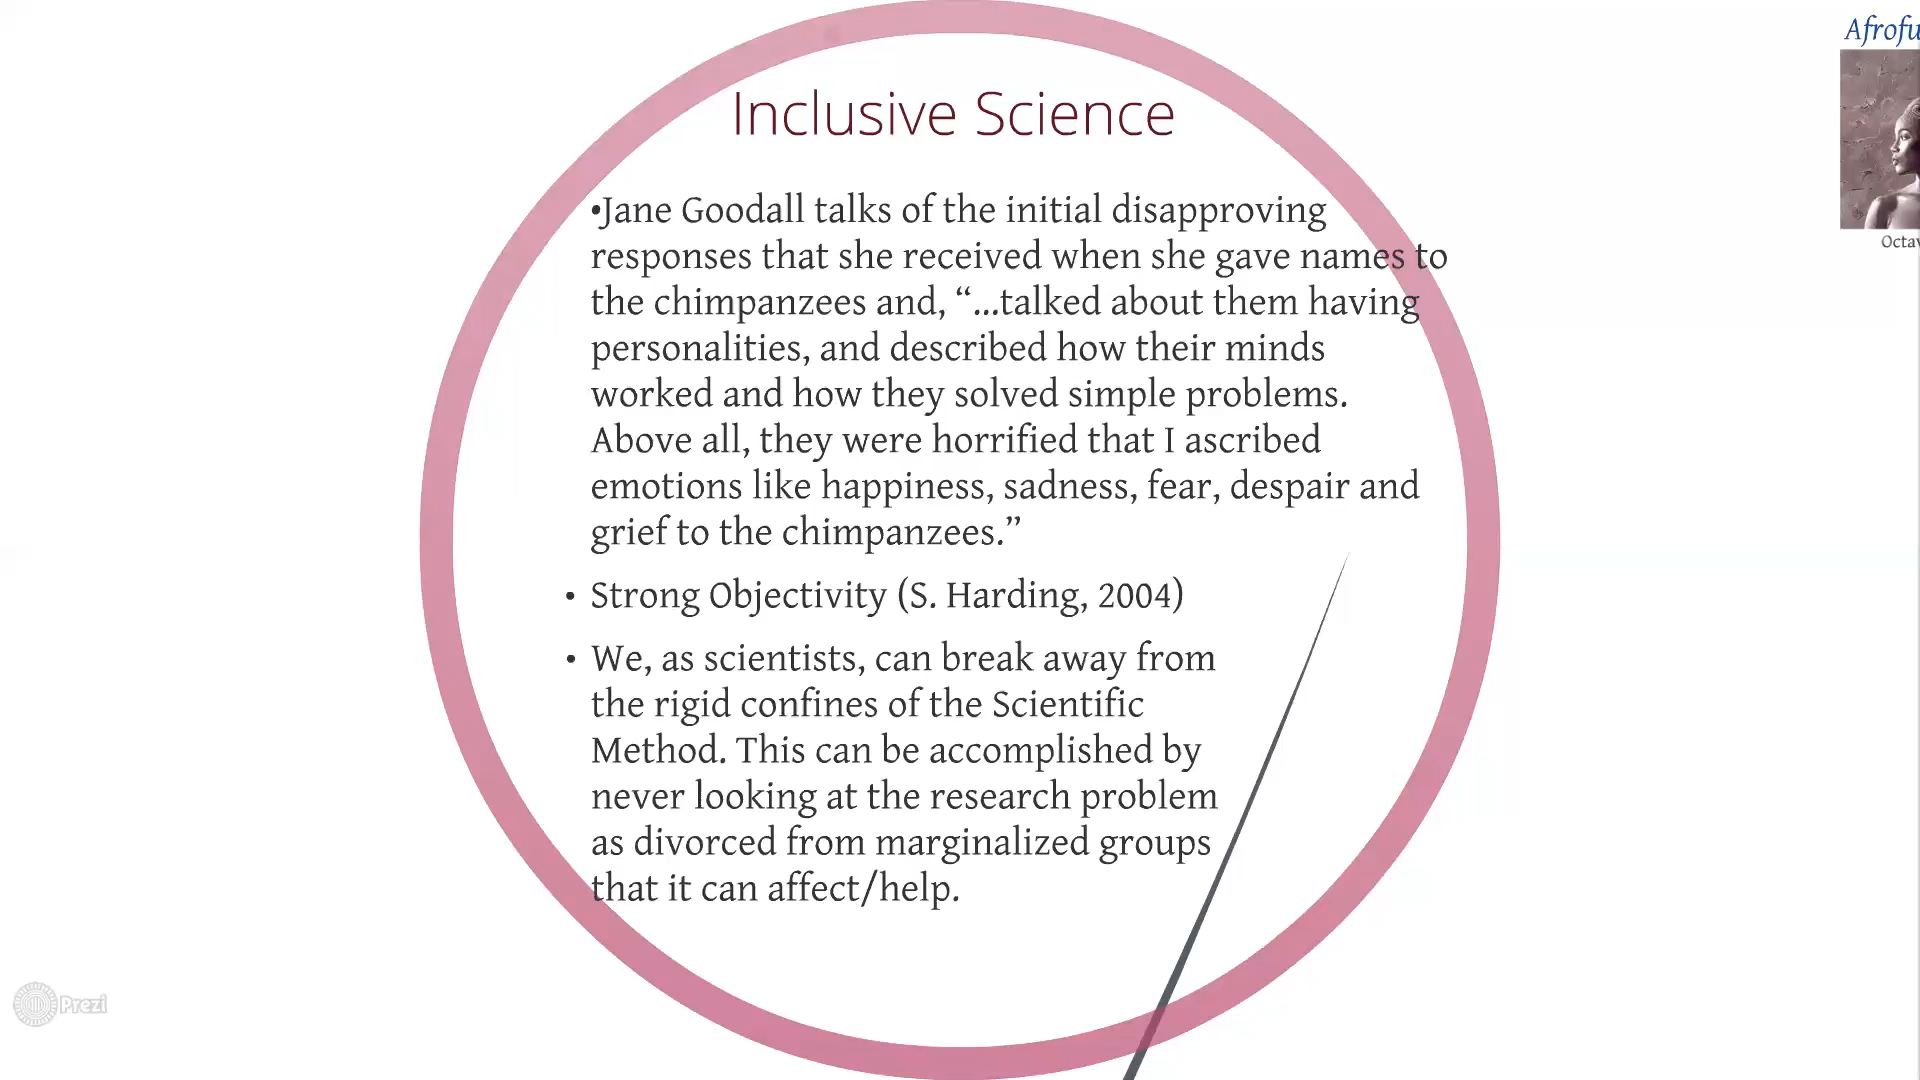 Inclusive Science
•Jane Goodall talks of the initial disapproving
responses that she received when she gave names to
the chimpanzees and, “...talked about them having
personalities, and described how their minds
worked and how they solved simple problems.
Above all, they were horrified that I ascribed
emotions like happiness, sadness, fear, despair and
grief to the chimpanzees.”
• Strong Objectivity (S. Harding, 2004)
• We, as scientists, can break away from
the rigid confines of the Scientific
Method. This can be accomplished by
never looking at the research problem
as divorced from marginalized groups
that it can affect/help.
Afrofu
Octav
Prezi